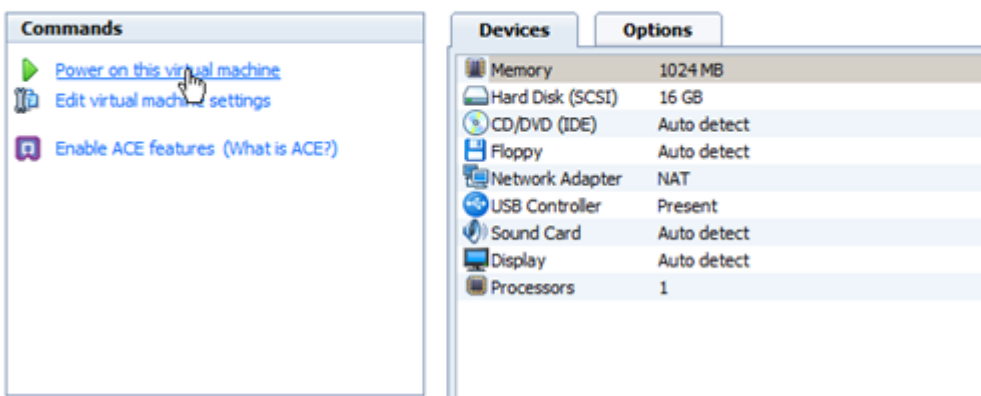 Commands
Power on this virtual machine
Edit virtual machine settings
Enable ACE features (What is ACE?)
Devices Options
Memory 1024 MB
Hard Disk (SCSI) 16 GB
CD/DVD (IDE) Auto detect
Floppy Auto detect
Network Adapter NAT
USB Controller Present
Sound Card Auto detect
Display Auto detect
Processors 1